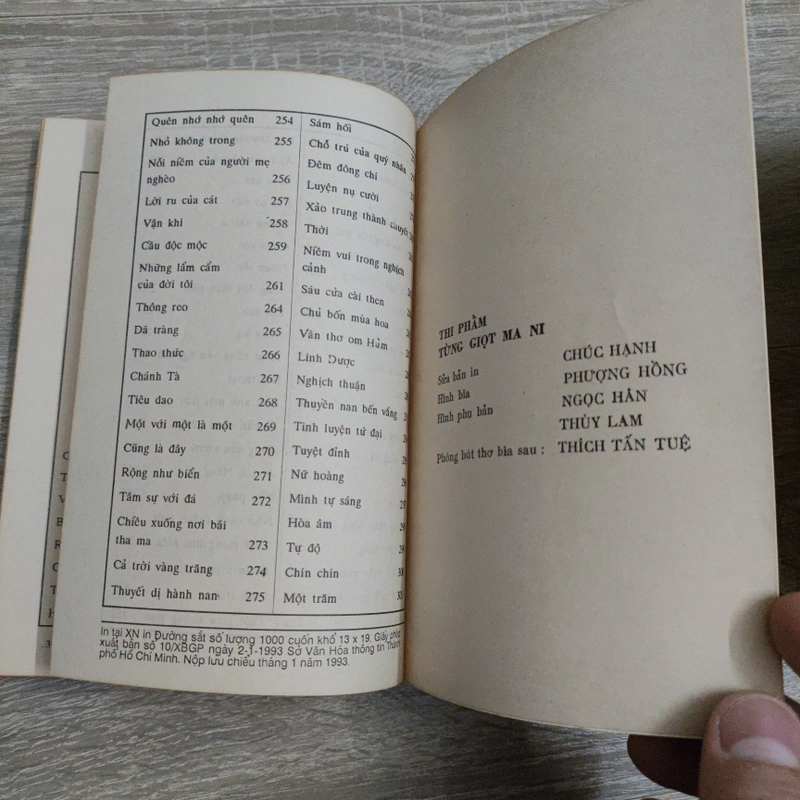 Quên nhớ nhớ quên 254
Nhỏ không trong 255
Nỗi niềm của người mẹ
nghèo 256
Lời ru của cát 257
Vận khí 258
Cầu độc mộc 259
Những lẩm cẩm
của đời tôi 261
Thông reo 264
Dã tràng 265
Thao thức 266
Chánh Tà 267
Tiêu dao 268
Một với một là một 269
Cũng là đây 270
Rộng như biển 271
Tâm sự với đá 272
Chiều xuống nơi bãi
tha ma 273
Cả trời vàng trăng 274
Thuyết dị hành nan 275
Sám hối
Chỗ trú của quý nhân
Đêm đông chí
Luyện nụ cười
Xảo trung thành chuyết
Thời
Niềm vui trong nghịch
cảnh
Sáu cửa cài then
Chú bốn mùa hoa
Vần thơ om Hùm
Linh Dược
Nghịch thuận
Thuyền nan bến vắng
Tinh luyện tứ đại
Tuyệt đỉnh
Nữ hoàng
Mình tự sáng
Hòa âm
Tự độ
Chín chín
Một trăm
In tại XN in Đường sắt số lượng 1000 cuốn khổ 13 x 19. Giấy phép
xuất bản số 10/XBGP ngày 2-1-1993 Sở Văn Hóa thông tin Thành
phố Hồ Chí Minh. Nộp lưu chiểu tháng 1 năm 1993.
THI PHẨM
TỪNG GIỌT MA NI
Sửa bản in CHÚC HẠNH
Hình bìa PHƯỢNG HỒNG
Hình phụ bản NGỌC HÂN
THÙY LAM
Phóng bút thơ bìa sau : THÍCH TẤN TUỆ